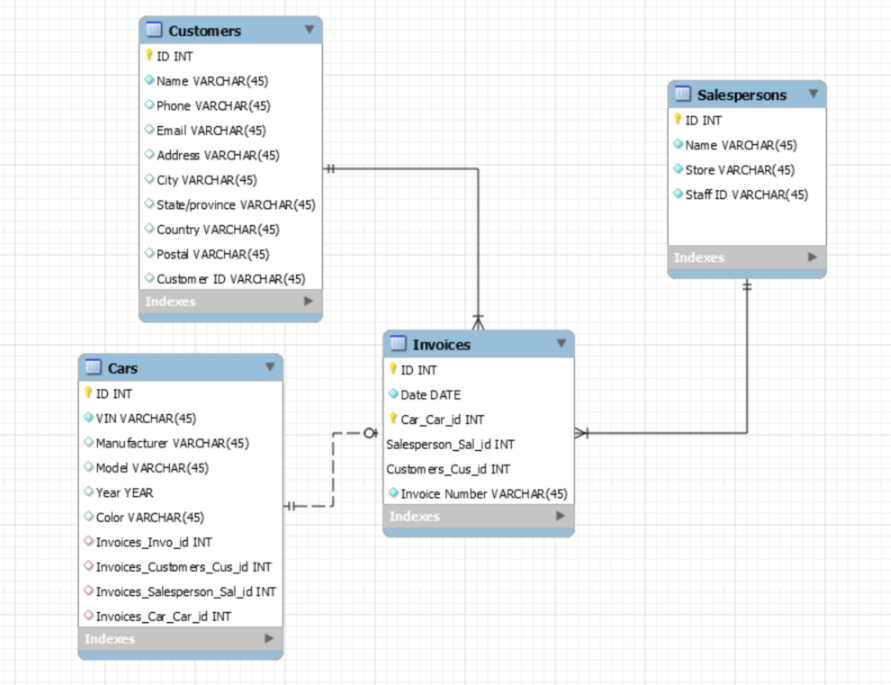 Customers
ID INT
Name VARCHAR(45)
Phone VARCHAR(45)
Email VARCHAR(45)
Address VARCHAR(45)
City VARCHAR(45)
State/province VARCHAR(45)
Country VARCHAR(45)
Postal VARCHAR(45)
Customer ID VARCHAR(45)
Indexes
Salespersons
ID INT
Name VARCHAR(45)
Store VARCHAR(45)
Staff ID VARCHAR(45)
Indexes
Cars
ID INT
VIN VARCHAR(45)
Manufacturer VARCHAR(45)
Model VARCHAR(45)
Year YEAR
Color VARCHAR(45)
Invoices_Invo_id INT
Invoices_Customers_Cus_id INT
Invoices_Salesperson_Sal_id INT
Invoices_Car_Car_id INT
Indexes
Invoices
ID INT
Date DATE
Car_Car_id INT
Salesperson_Sal_id INT
Customers_Cus_id INT
Invoice Number VARCHAR(45)
Indexes